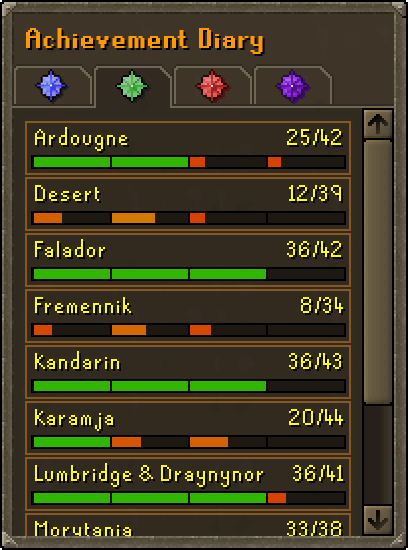 Achievement Diary
Ardougne 25/42
Desert 12/39
Falador 36/42
Fremennik 8/34
Kandarin 36/43
Karamja 20/44
Lumbridge & Draynynor 36/41
Morytania 33/38